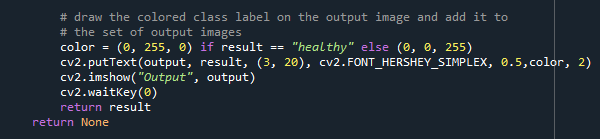 # draw the colored class label on the output image and add it to
# the set of output images
color = (0, 255, 0) if result == "healthy" else (0, 0, 255)
cv2.putText(output, result, (3, 20), cv2.FONT_HERSHEY_SIMPLEX, 0.5,color, 2)
cv2.imshow("Output", output)
cv2.waitKey(0)
return result
return None